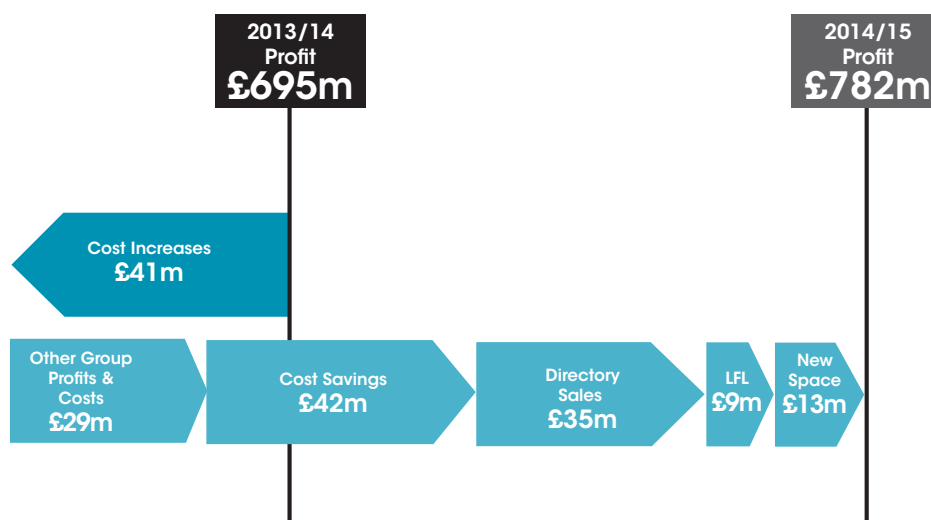 2013/14
Profit
£695m
2014/15
Profit
£782m
Cost Increases
£41m
Other Group
Profits &
Costs
£29m
Cost Savings
£42m
Directory
Sales
£35m
LFL
£9m
New
Space
£13m